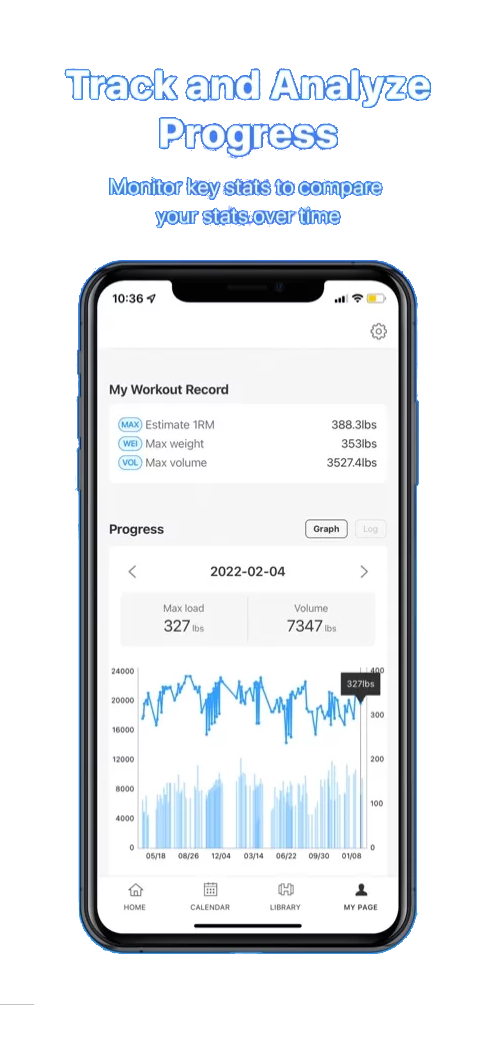 Track and Analyze
Progress
Monitor key stats to compare
your stats over time
10:36
My Workout Record
MAX Estimate 1RM 388.3lbs
WEI Max weight 353lbs
VOL Max volume 3527.4lbs
Progress Graph Log
2022-02-04
Max load Volume
327 lbs 7347 lbs
24000 400
327lbs
20000 300
16000
12000 200
8000
4000 100
0 0
05/18 08/26 12/04 03/14 06/22 09/30 01/08
HOME CALENDAR LIBRARY MY PAGE